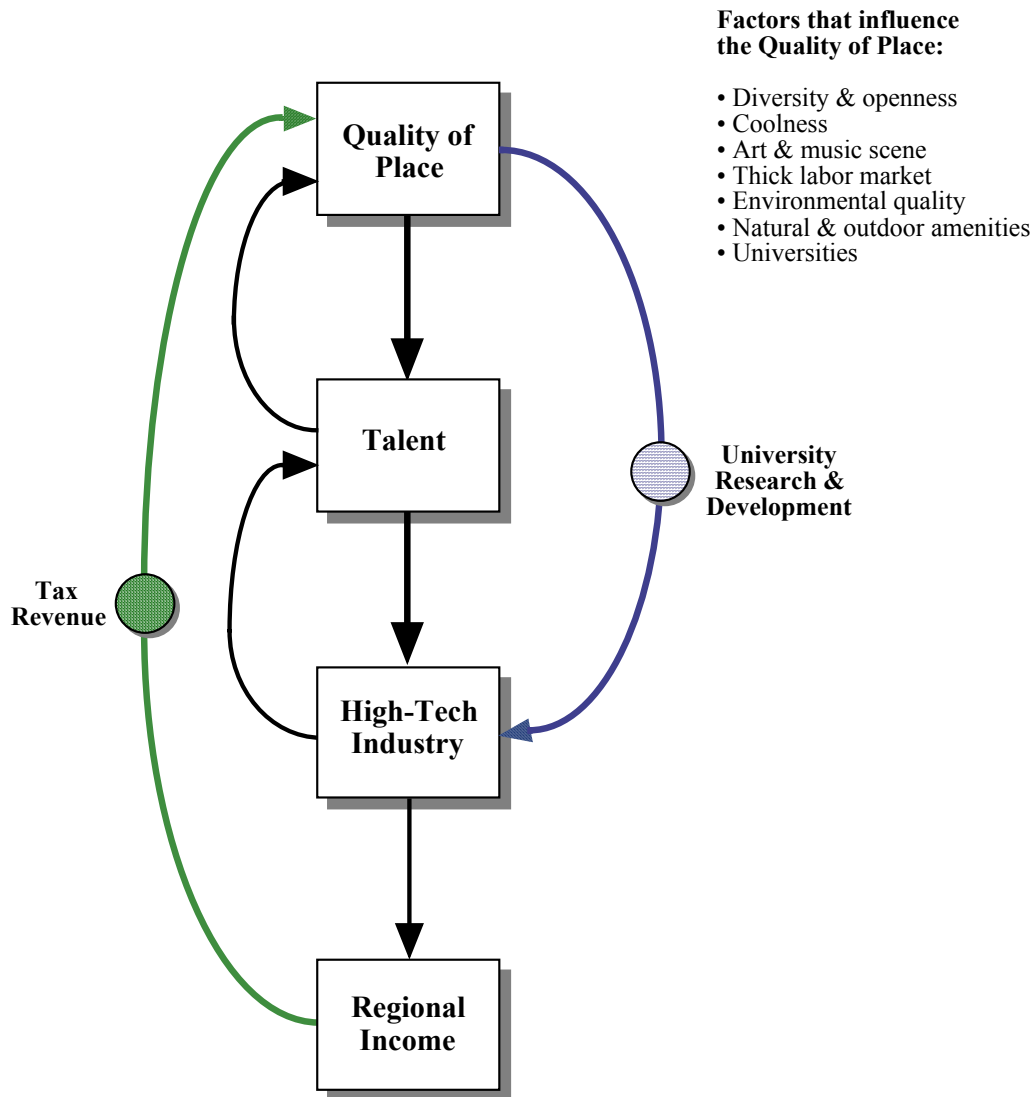 Factors that influence
the Quality of Place:
• Diversity & openness
• Coolness
• Art & music scene
• Thick labor market
• Environmental quality
• Natural & outdoor amenities
• Universities
Quality of
Place
Talent
University
Research &
Development
Tax
Revenue
High-Tech
Industry
Regional
Income